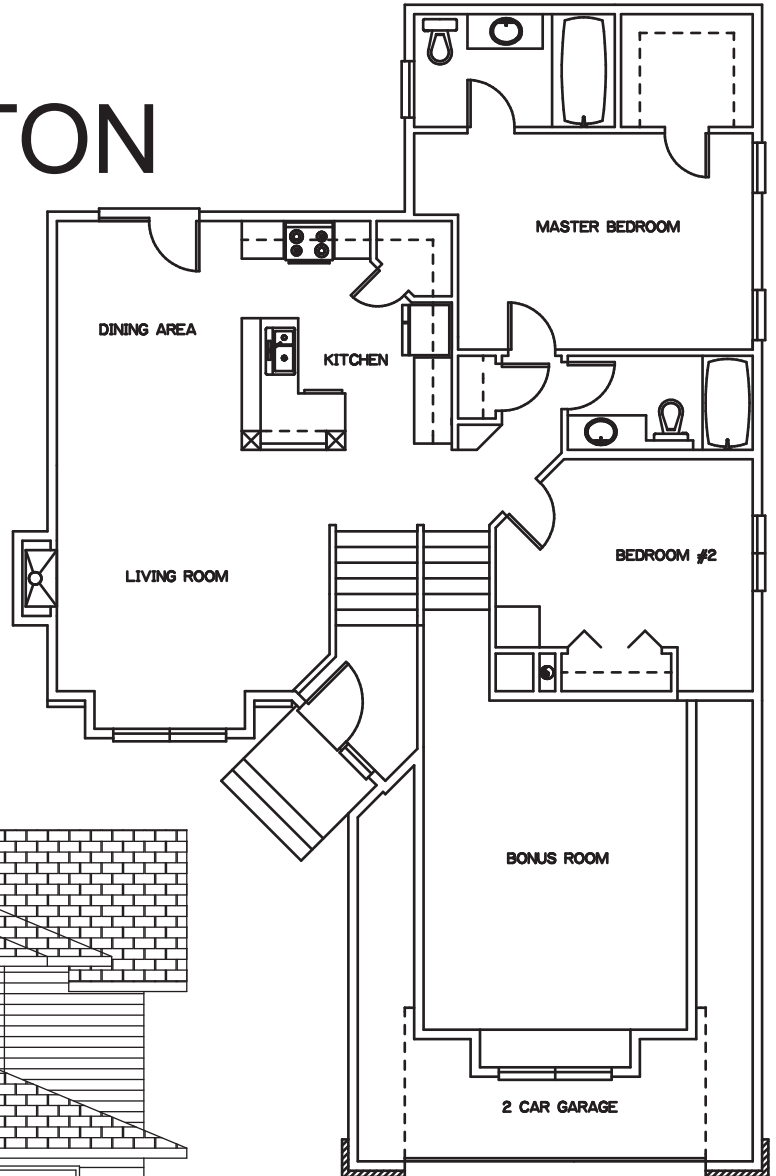 TON
MASTER BEDROOM
DINING AREA
KITCHEN
BEDROOM #2
LIVING ROOM
BONUS ROOM
2 CAR GARAGE